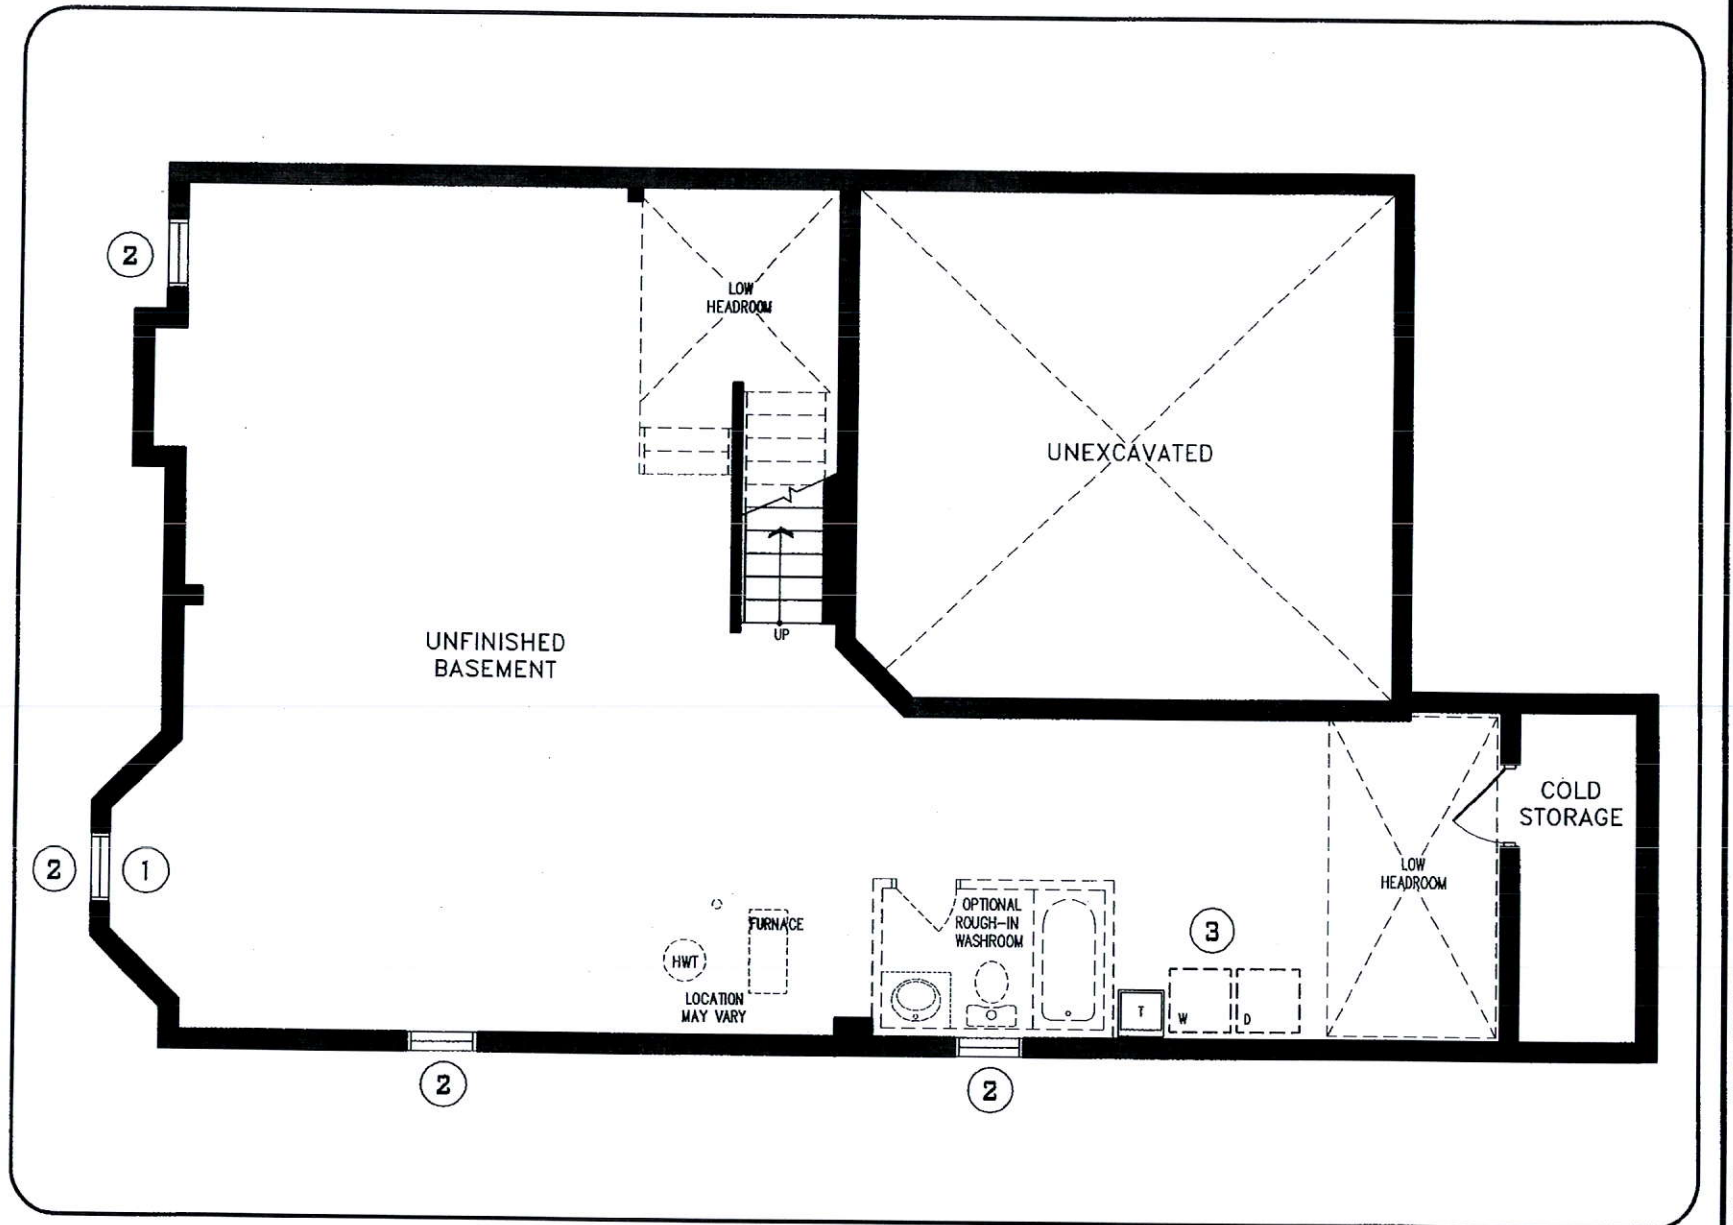 2
LOW
HEADROOM
UNEXCAVATED
UP
UNFINISHED
BASEMENT
COLD
STORAGE
2
1
LOW
HEADROOM
FURNACE
HWT
LOCATION
MAY VARY
OPTIONAL
ROUGH-IN
WASHROOM
3
T
W
D
2
2